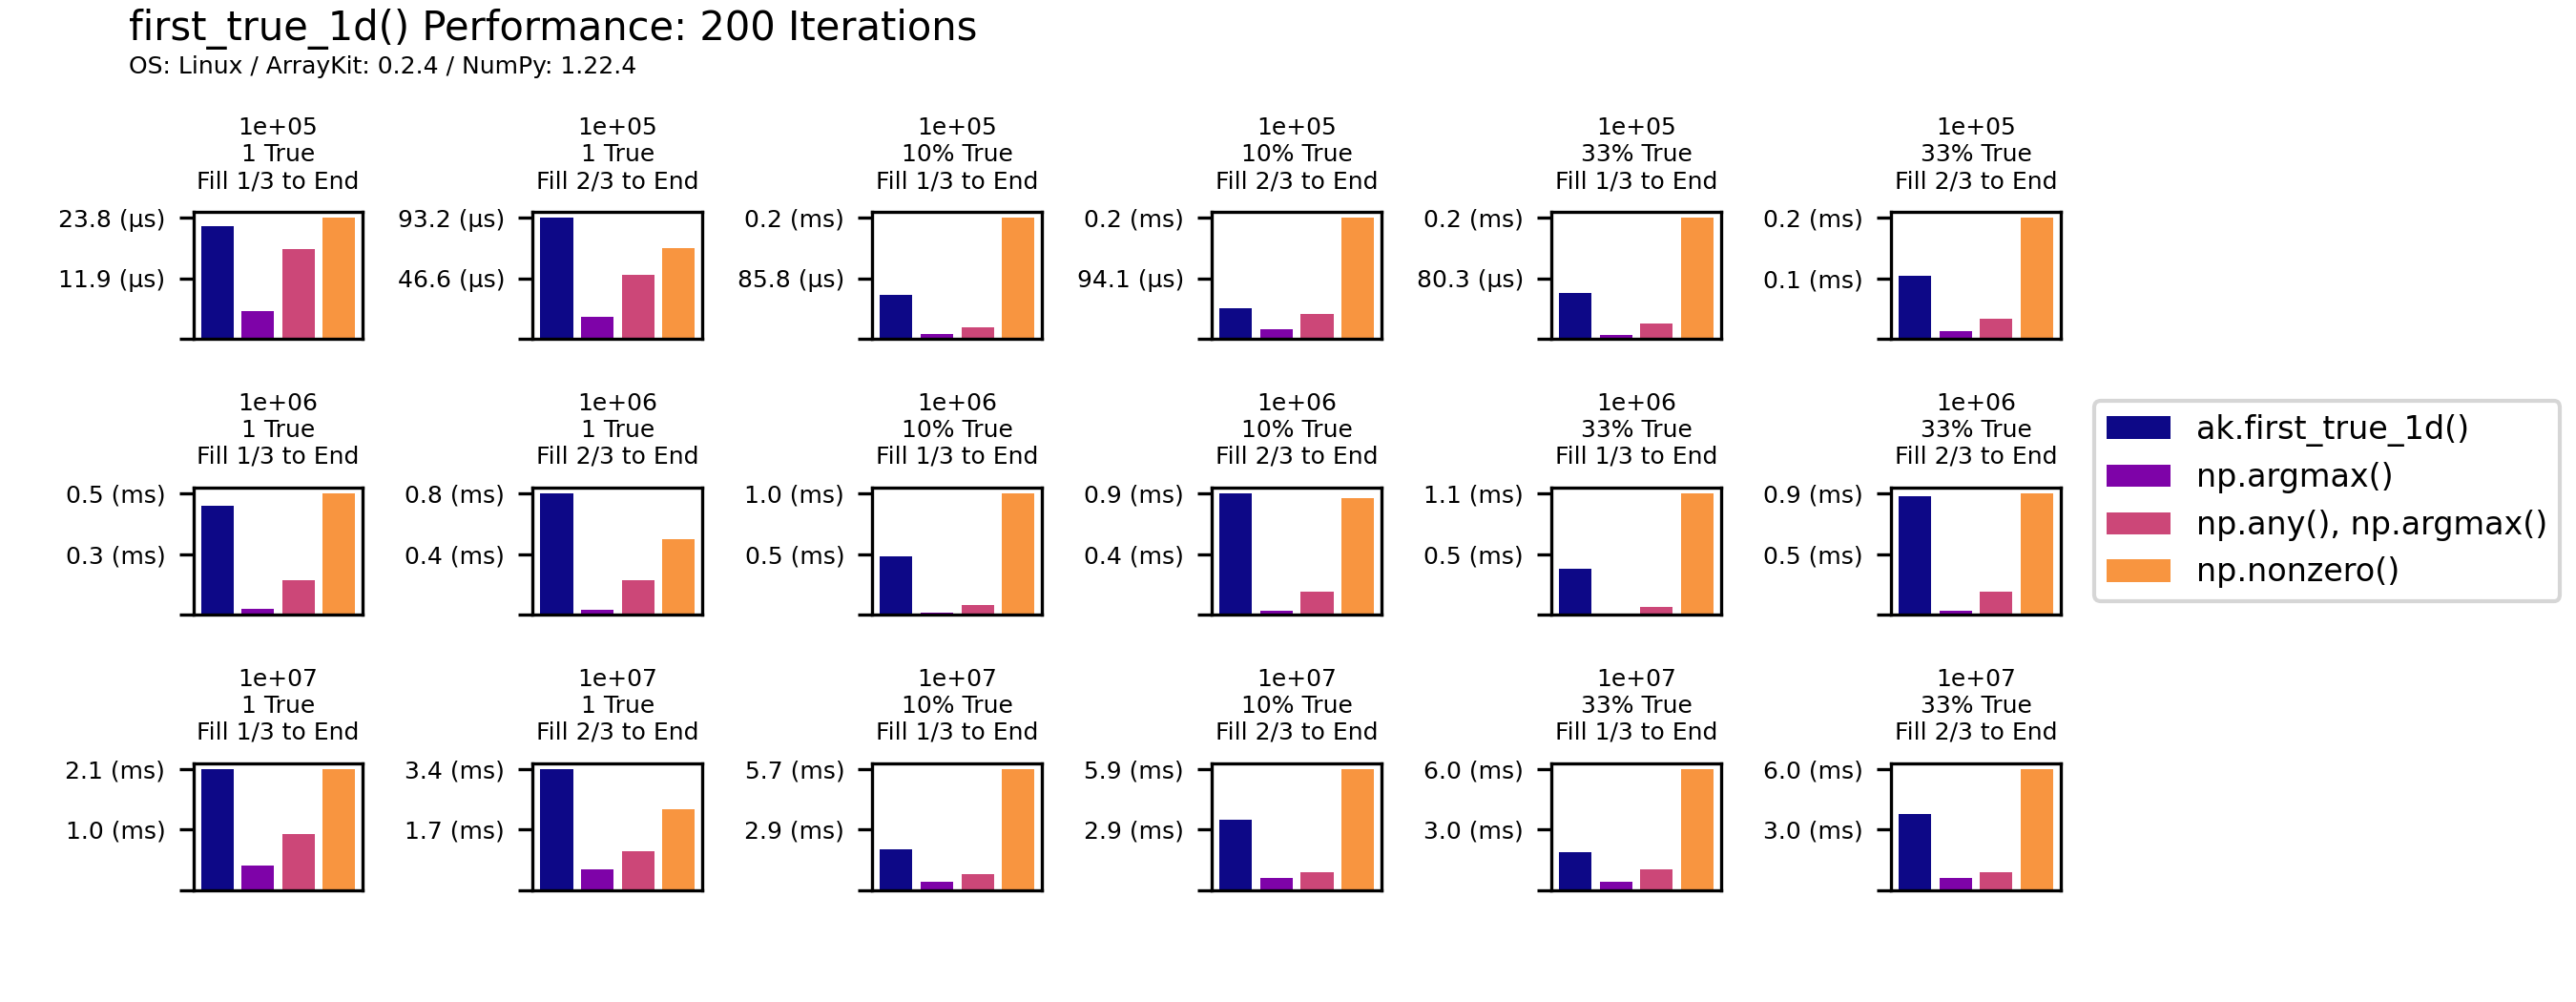 first_true_1d() Performance: 200 Iterations
OS: Linux / ArrayKit: 0.2.4 / NumPy: 1.22.4
1e+05
1 True
Fill 1/3 to End
23.8 (µs)
11.9 (µs)
1e+05
1 True
Fill 2/3 to End
93.2 (µs)
46.6 (µs)
1e+05
10% True
Fill 1/3 to End
0.2 (ms)
85.8 (µs)
1e+05
10% True
Fill 2/3 to End
0.2 (ms)
94.1 (µs)
1e+05
33% True
Fill 1/3 to End
0.2 (ms)
80.3 (µs)
1e+05
33% True
Fill 2/3 to End
0.2 (ms)
0.1 (ms)
1e+06
1 True
Fill 1/3 to End
0.5 (ms)
0.3 (ms)
1e+06
1 True
Fill 2/3 to End
0.8 (ms)
0.4 (ms)
1e+06
10% True
Fill 1/3 to End
1.0 (ms)
0.5 (ms)
1e+06
10% True
Fill 2/3 to End
0.9 (ms)
0.4 (ms)
1e+06
33% True
Fill 1/3 to End
1.1 (ms)
0.5 (ms)
1e+06
33% True
Fill 2/3 to End
0.9 (ms)
0.5 (ms)
ak.first_true_1d()
np.argmax()
np.any(), np.argmax()
np.nonzero()
1e+07
1 True
Fill 1/3 to End
2.1 (ms)
1.0 (ms)
1e+07
1 True
Fill 2/3 to End
3.4 (ms)
1.7 (ms)
1e+07
10% True
Fill 1/3 to End
5.7 (ms)
2.9 (ms)
1e+07
10% True
Fill 2/3 to End
5.9 (ms)
2.9 (ms)
1e+07
33% True
Fill 1/3 to End
6.0 (ms)
3.0 (ms)
1e+07
33% True
Fill 2/3 to End
6.0 (ms)
3.0 (ms)